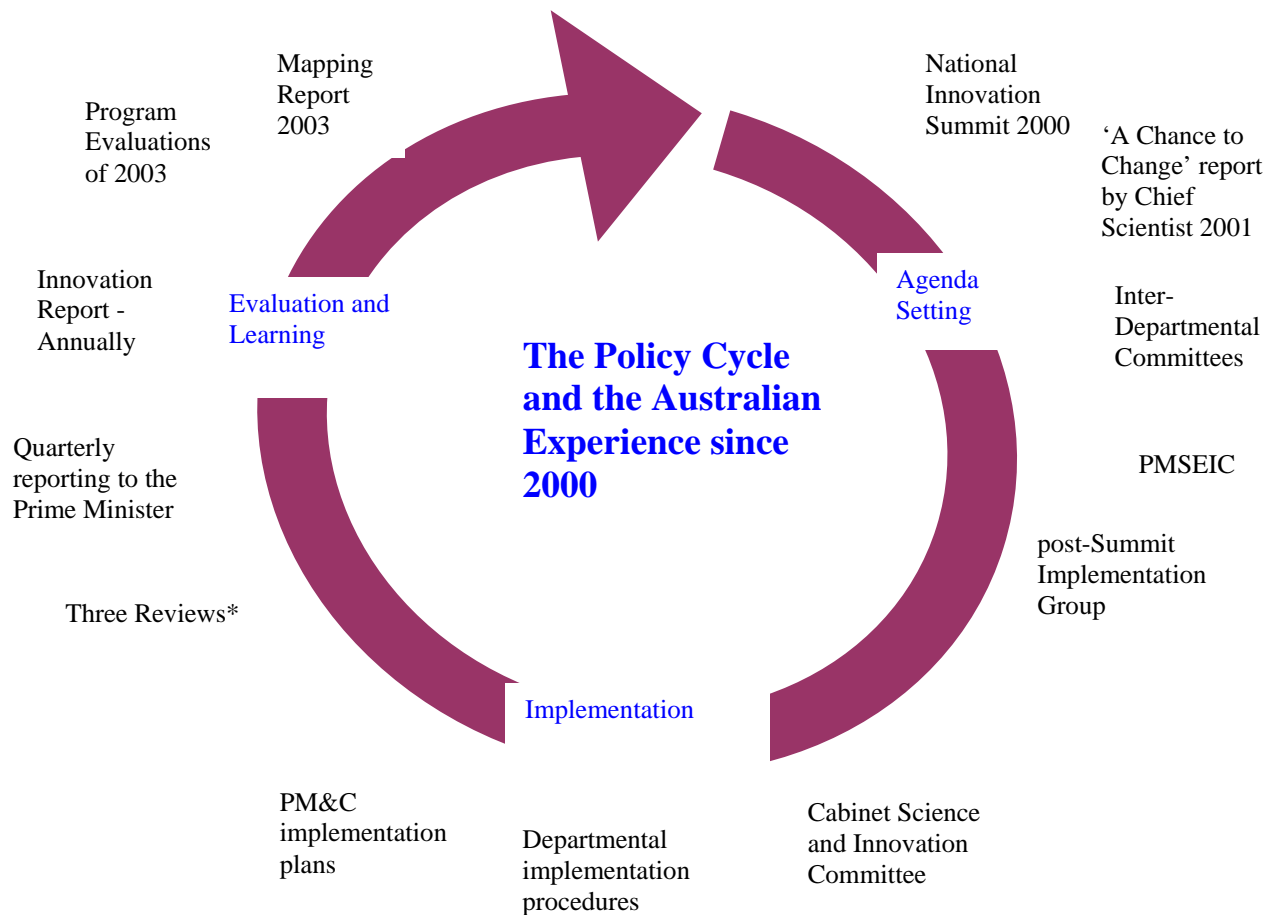 Mapping
Report
2003
Program
Evaluations
of 2003
National
Innovation
Summit 2000
‘A Chance to
Change’ report
by Chief
Scientist 2001
Innovation
Report -
Annually
Evaluation and
Learning
Agenda
Setting
Inter-
Departmental
Committees
The Policy Cycle
and the Australian
Experience since
2000
Quarterly
reporting to the
Prime Minister
PMSEIC
post-Summit
Implementation
Group
Three Reviews*
Implementation
PM&C
implementation
plans
Departmental
implementation
procedures
Cabinet Science
and Innovation
Committee